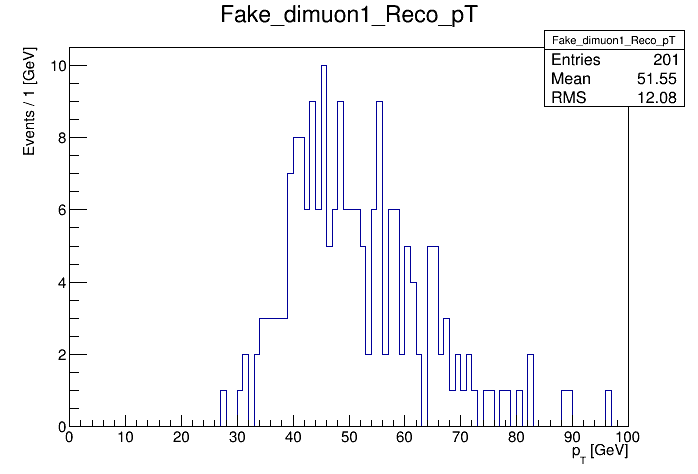 Fake_dimuon1_Reco_pT
Fake_dimuon1_Reco_pT
Entries 201
Mean 51.55
RMS 12.08
Events / 1 [GeV]
10
8
6
4
2
0
0 10 20 30 40 50 60 70 80 90 100
p_T [GeV]